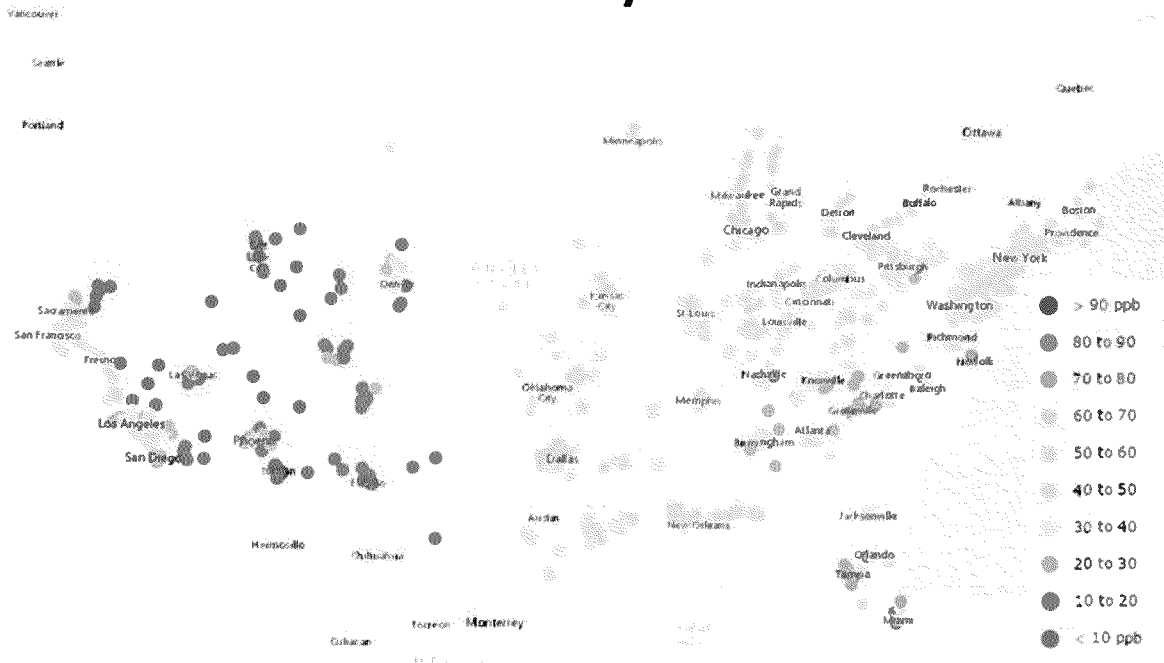 Vancouver
Seattle
Portland
Quebec
Ottawa
Minneapolis
Milwaukee
Grand
Rapids
Rochester
Buffalo
Albany
Boston
Detroit
Chicago
Cleveland
Providence
New York
Pittsburgh
Columbus
Indianapolis
Cincinnati
Washington
Kansas
City
St Louis
Louisville
Sacramento
San Francisco
Fresno
Las Vegas
Richmond
Norfolk
Nashville
Knoxville
Greensboro
Raleigh
Charlotte
Oklahoma
City
Memphis
Los Angeles
Phoenix
Atlanta
Birmingham
San Diego
Dallas
Austin
New Orleans
Jacksonville
Hermosillo
Chihuahua
Orlando
Tampa
Miami
Torreon
Monterrey
Culiacan
> 90 ppb
80 to 90
70 to 80
60 to 70
50 to 60
40 to 50
30 to 40
20 to 30
10 to 20
< 10 ppb